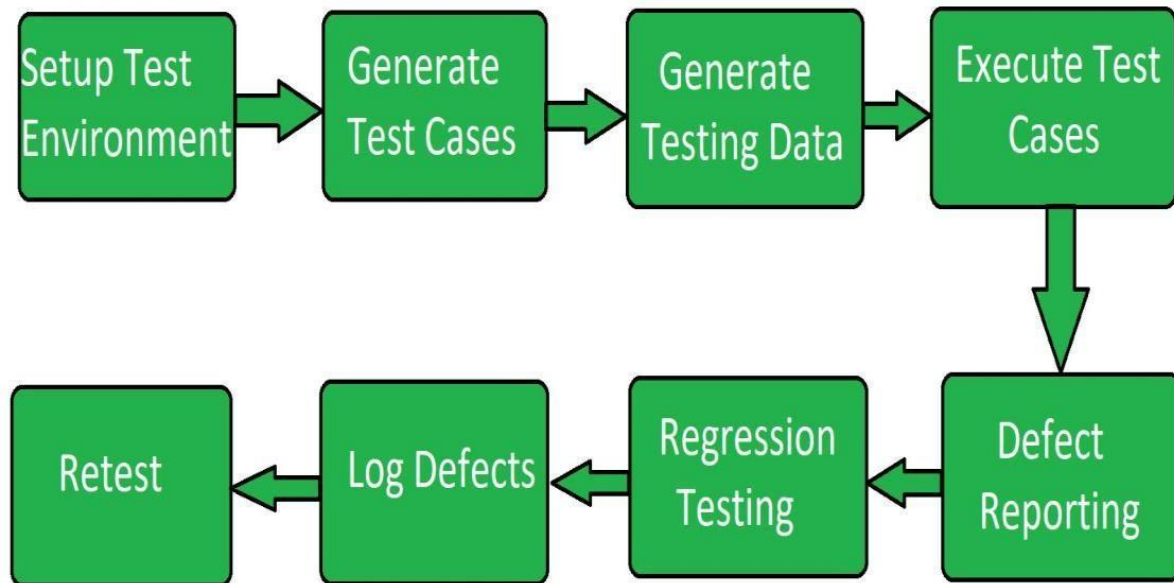 Setup Test
Environment
Generate
Test Cases
Generate
Testing Data
Execute Test
Cases
Defect
Reporting
Regression
Testing
Log Defects
Retest